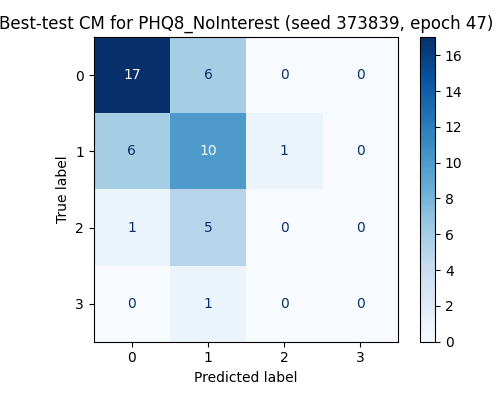 Best-test CM for PHQ8_NoInterest (seed 373839, epoch 47)
True label
0 17 6 0 0
1 6 10 1 0
2 1 5 0 0
3 0 1 0 0
0 1 2 3
Predicted label
16
14
12
10
8
6
4
2
0